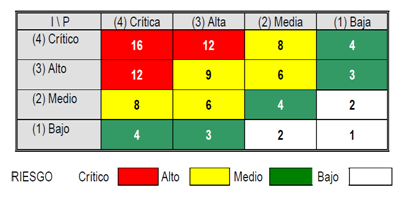 I \ P (4) Crítica (3) Alta (2) Media (1) Baja
(4) Crítico 16 12 8 4
(3) Alto 12 9 6 3
(2) Medio 8 6 4 2
(1) Bajo 4 3 2 1
RIESGO Crítico Alto Medio Bajo